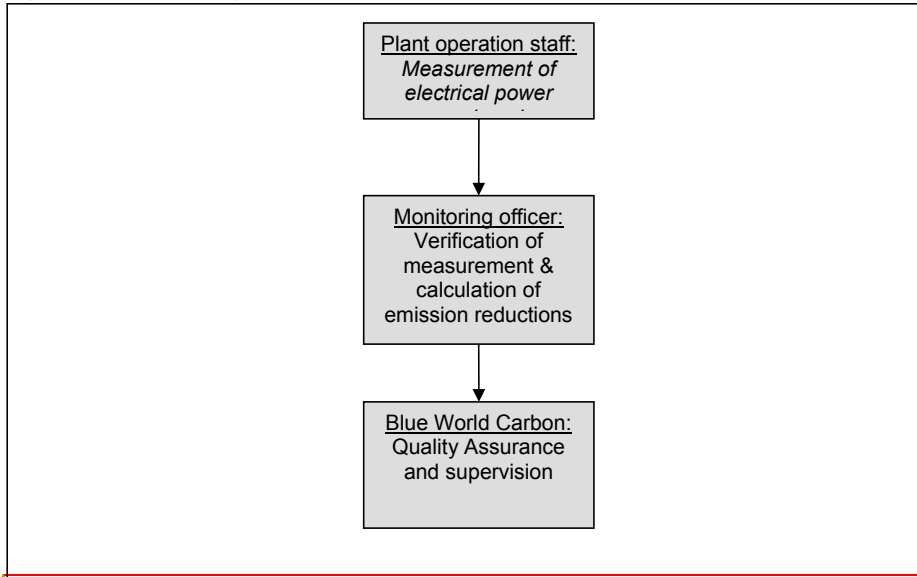 Plant operation staff:
Measurement of
electrical power
Monitoring officer:
Verification of
measurement &
calculation of
emission reductions
Blue World Carbon:
Quality Assurance
and supervision